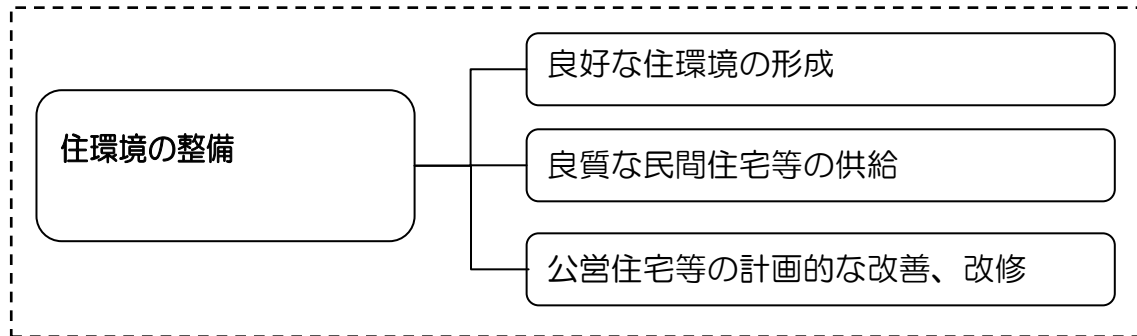 住環境の整備
良好な住環境の形成
良質な民間住宅等の供給
公営住宅等の計画的な改善、改修